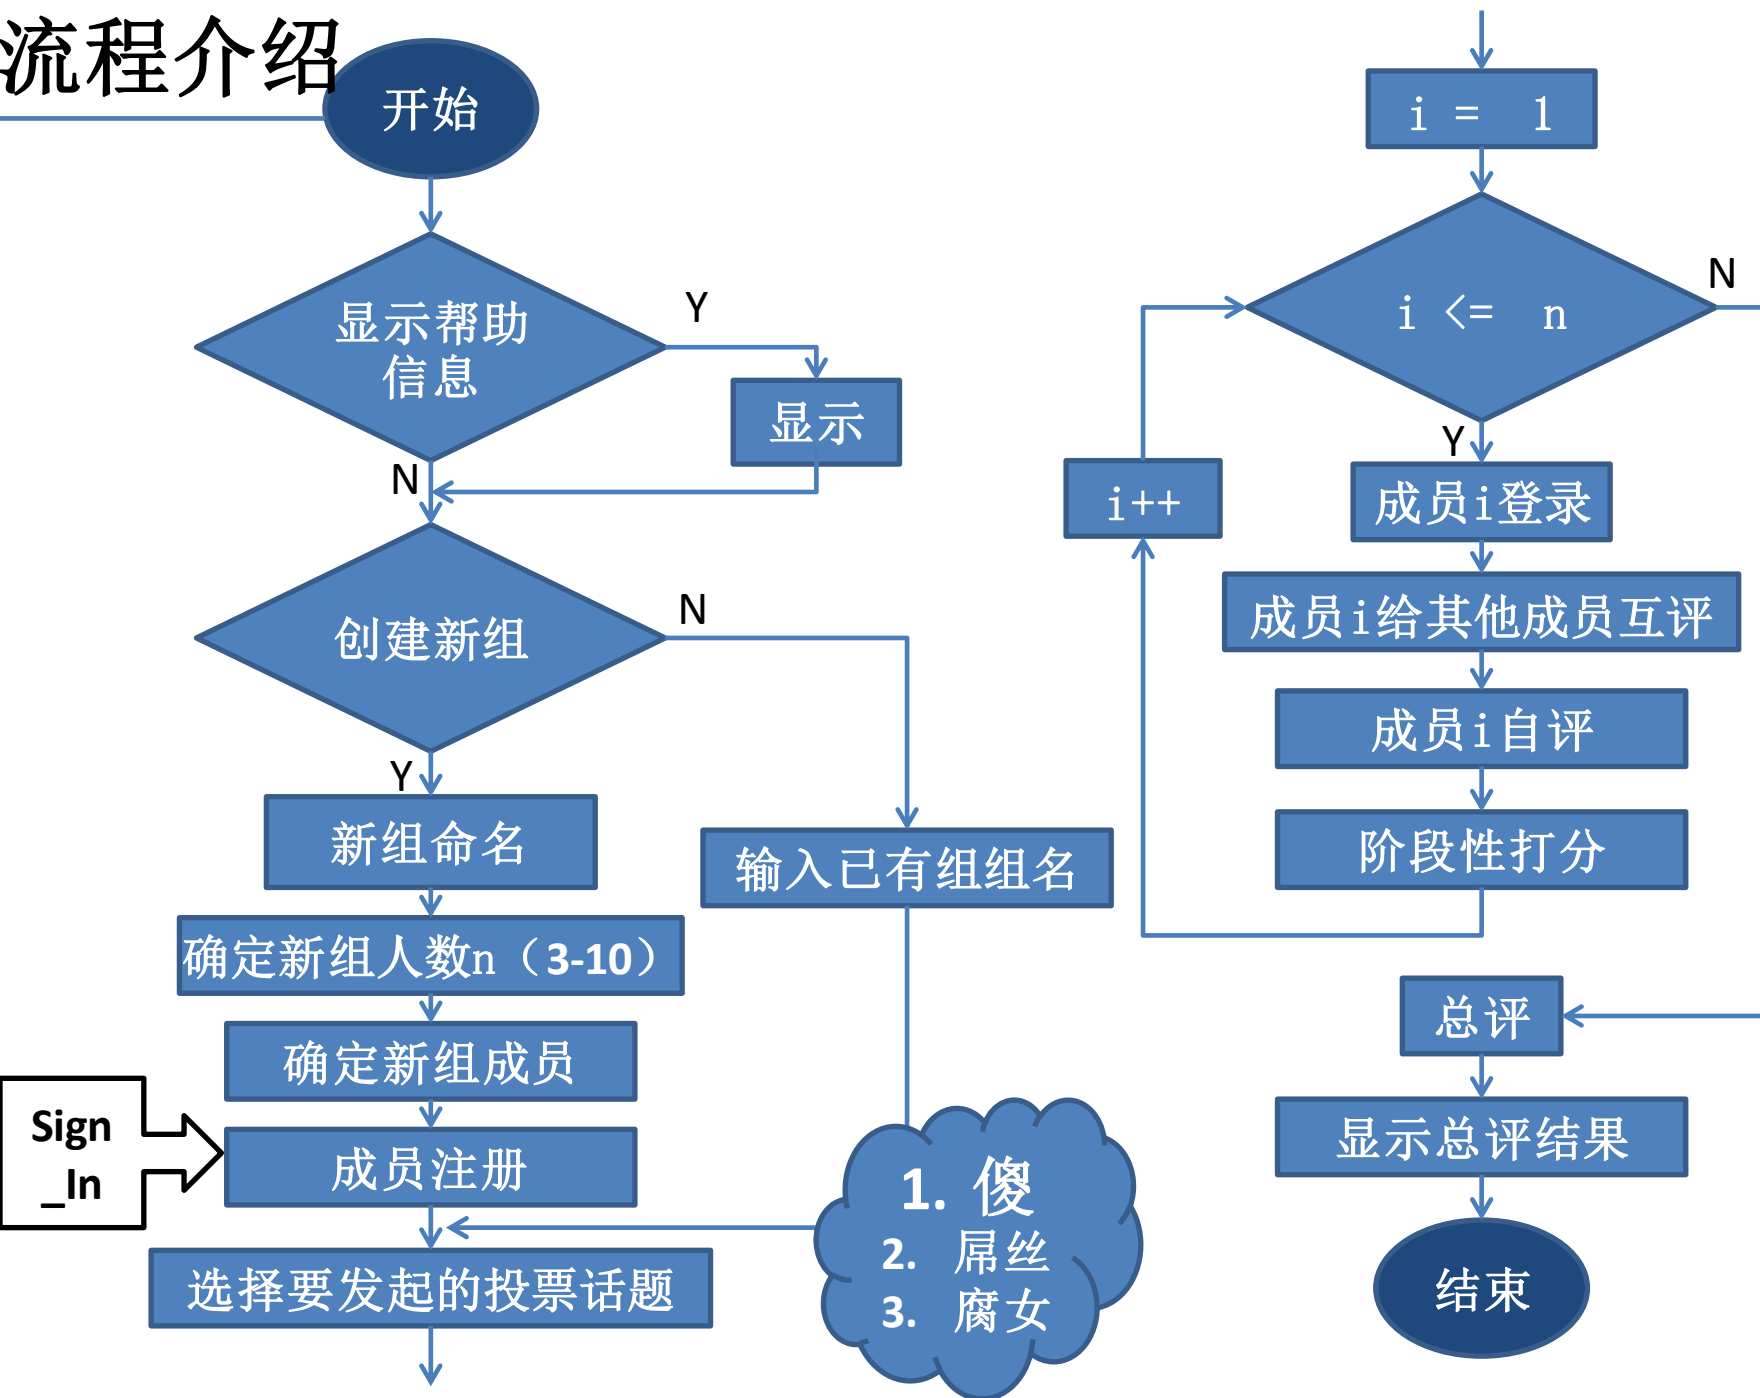 流程介绍
开始
显示帮助
信息
Y
显示
N
创建新组
N
Y
新组命名
输入已有组组名
确定新组人数n（3-10）
确定新组成员
Sign
_In
成员注册
选择要发起的投票话题
1. 傻
2. 屌丝
3. 腐女
i = 1
i <= n
N
Y
i++
成员i登录
成员i给其他成员互评
成员i自评
阶段性打分
总评
显示总评结果
结束